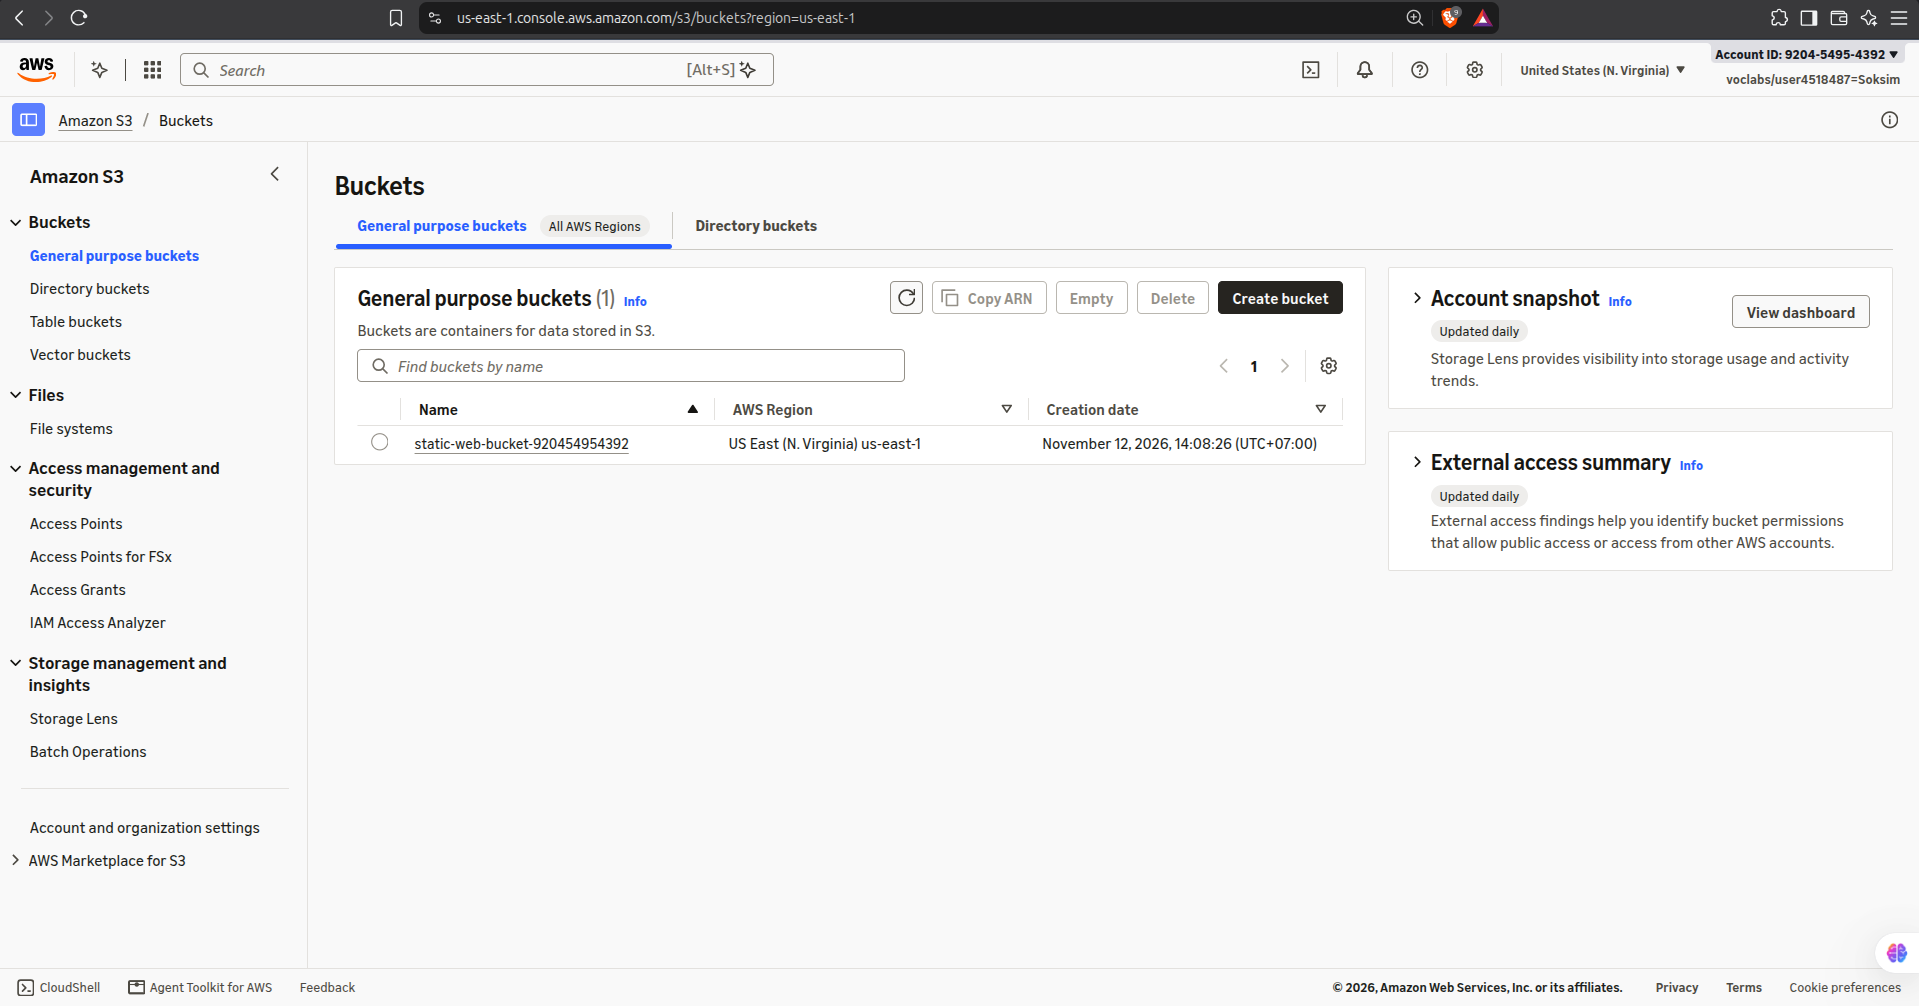 us-east-1.console.aws.amazon.com/s3/buckets?region=us-east-1
9
aws
Search
[Alt+S]
United States (N. Virginia)
Account ID: 9204-5495-4392
voclabs/user4518487=Soksim
Amazon S3 / Buckets
Amazon S3
Buckets
General purpose buckets
Directory buckets
Table buckets
Vector buckets
Files
File systems
Access management and
security
Access Points
Access Points for FSx
Access Grants
IAM Access Analyzer
Storage management and
insights
Storage Lens
Batch Operations
Account and organization settings
AWS Marketplace for S3
Buckets
General purpose buckets All AWS Regions Directory buckets
General purpose buckets (1) Info
Copy ARN Empty Delete Create bucket
Buckets are containers for data stored in S3.
Find buckets by name
1
Name AWS Region Creation date
static-web-bucket-920454954392 US East (N. Virginia) us-east-1 November 12, 2026, 14:08:26 (UTC+07:00)
Account snapshot Info
View dashboard
Updated daily
Storage Lens provides visibility into storage usage and activity
trends.
External access summary Info
Updated daily
External access findings help you identify bucket permissions
that allow public access or access from other AWS accounts.
CloudShell Agent Toolkit for AWS Feedback
© 2026, Amazon Web Services, Inc. or its affiliates. Privacy Terms Cookie preferences